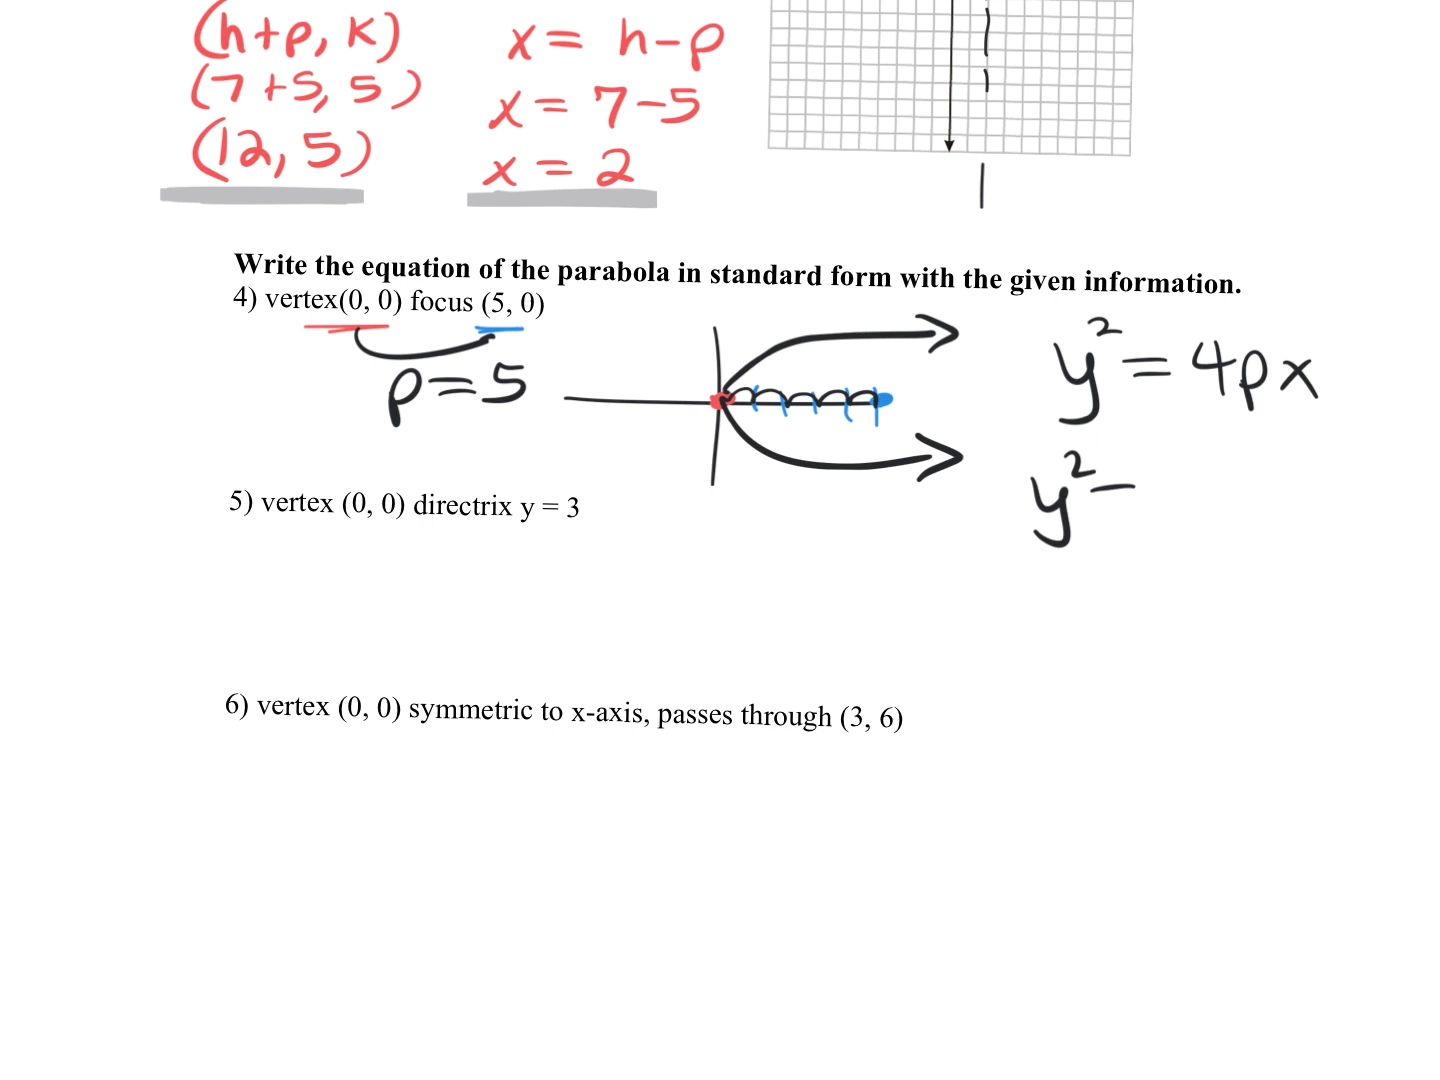 (h+p, k) x = h-p
(7+5, 5) x = 7-5
(12, 5) x = 2
Write the equation of the parabola in standard form with the given information.
4) vertex(0, 0) focus (5, 0)
p=5
y² = 4px
y² -
5) vertex (0, 0) directrix y = 3
6) vertex (0, 0) symmetric to x-axis, passes through (3, 6)